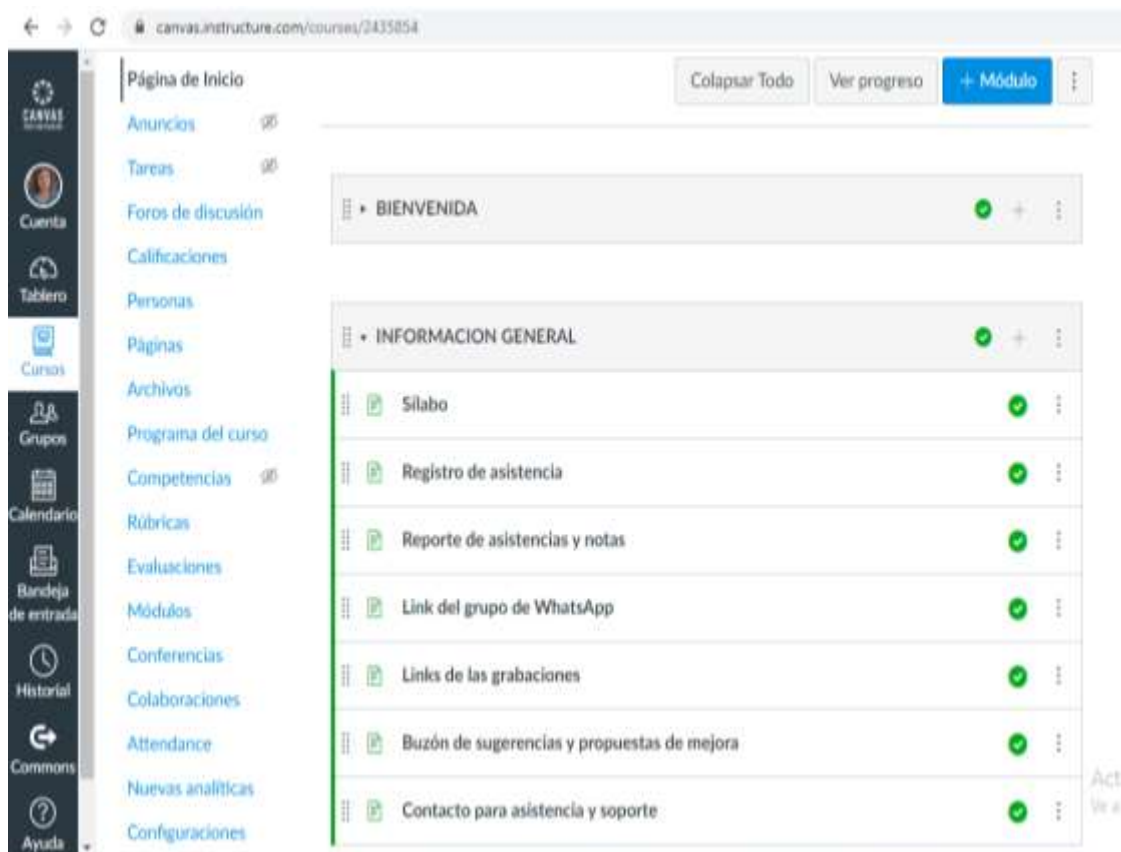 canvas.instructure.com/courses/2435854
CANVAS
Cuenta
Tablero
Cursos
Grupos
Calendario
Bandeja
de entrada
Historial
Commons
Ayuda
Página de Inicio
Anuncios
Tareas
Foros de discusión
Calificaciones
Personas
Páginas
Archivos
Programa del curso
Competencias
Rúbricas
Evaluaciones
Módulos
Conferencias
Colaboraciones
Attendance
Nuevas analíticas
Configuraciones
Colapsar Todo
Ver progreso
+ Módulo
BIENVENIDA
INFORMACION GENERAL
Sílabo
Registro de asistencia
Reporte de asistencias y notas
Link del grupo de WhatsApp
Links de las grabaciones
Buzón de sugerencias y propuestas de mejora
Contacto para asistencia y soporte
Act
Ve a